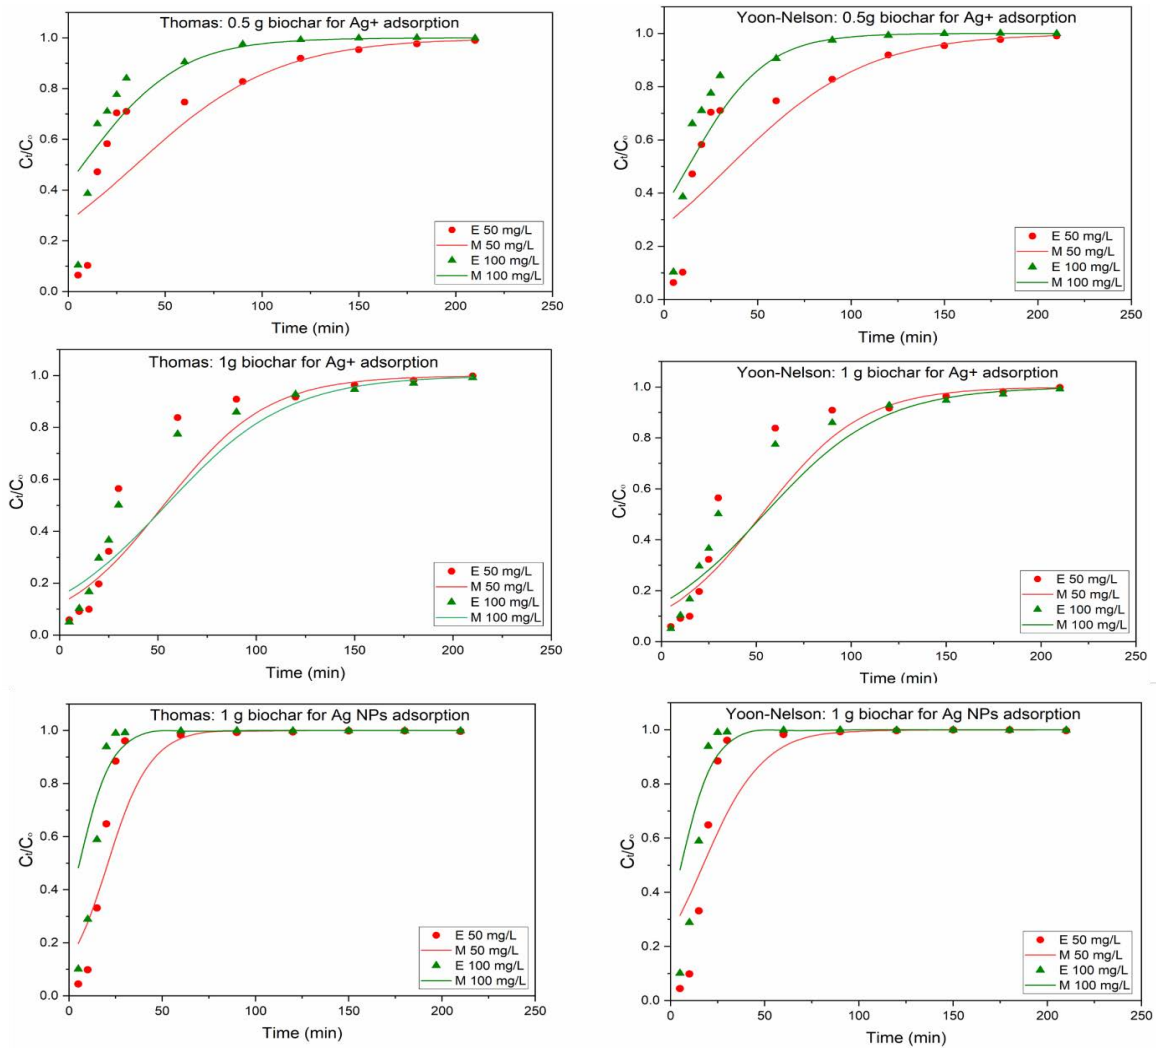 Thomas: 0.5 g biochar for Ag+ adsorption
1.0
0.8
0.6
0.4
0.2
0.0
Cₜ/C₀
E 50 mg/L
M 50 mg/L
E 100 mg/L
M 100 mg/L
0 50 100 150 200 250
Time (min)
Yoon-Nelson: 0.5g biochar for Ag+ adsorption
1.0
0.8
0.6
0.4
0.2
0.0
Cₜ/C₀
E 50 mg/L
M 50 mg/L
E 100 mg/L
M 100 mg/L
0 50 100 150 200 250
Time (min)
Thomas: 1g biochar for Ag+ adsorption
1.0
0.8
0.6
0.4
0.2
0.0
Cₜ/C₀
E 50 mg/L
M 50 mg/L
E 100 mg/L
M 100 mg/L
0 50 100 150 200 250
Time (min)
Yoon-Nelson: 1 g biochar for Ag+ adsorption
1.0
0.8
0.6
0.4
0.2
0.0
Cₜ/C₀
E 50 mg/L
M 50 mg/L
E 100 mg/L
M 100 mg/L
0 50 100 150 200 250
Time (min)
Thomas: 1 g biochar for Ag NPs adsorption
1.0
0.8
0.6
0.4
0.2
0.0
Cₜ/C₀
E 50 mg/L
M 50 mg/L
E 100 mg/L
M 100 mg/L
0 50 100 150 200 250
Time (min)
Yoon-Nelson: 1 g biochar for Ag NPs adsorption
1.0
0.8
0.6
0.4
0.2
0.0
Cₜ/C₀
E 50 mg/L
M 50 mg/L
E 100 mg/L
M 100 mg/L
0 50 100 150 200 250
Time (min)